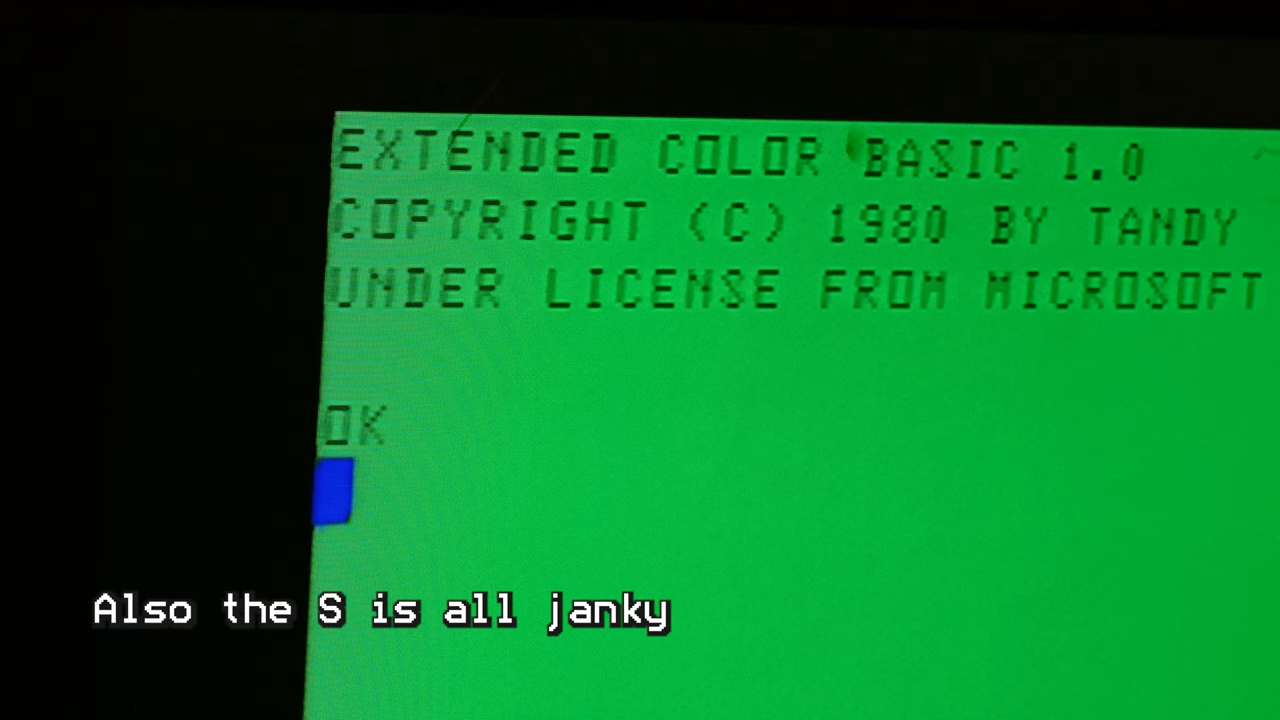 EXTENDED COLOR BASIC 1.0
COPYRIGHT (C) 1980 BY TANDY
UNDER LICENSE FROM MICROSOFT
OK
Also the S is all janky